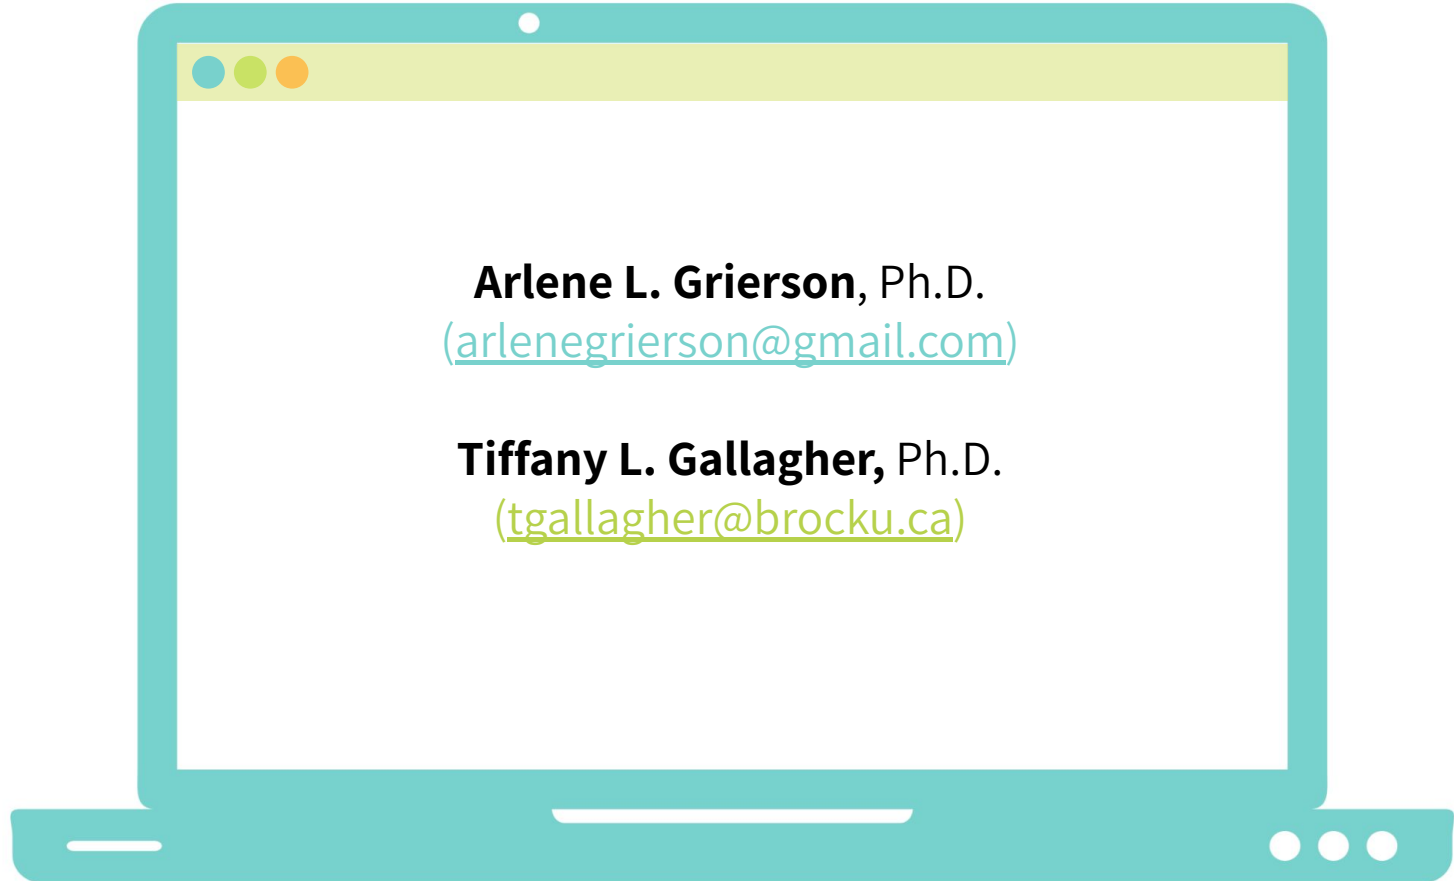 Arlene L. Grierson, Ph.D.
(arlenegrierson@gmail.com)
Tiffany L. Gallagher, Ph.D.
(tgallagher@brocku.ca)